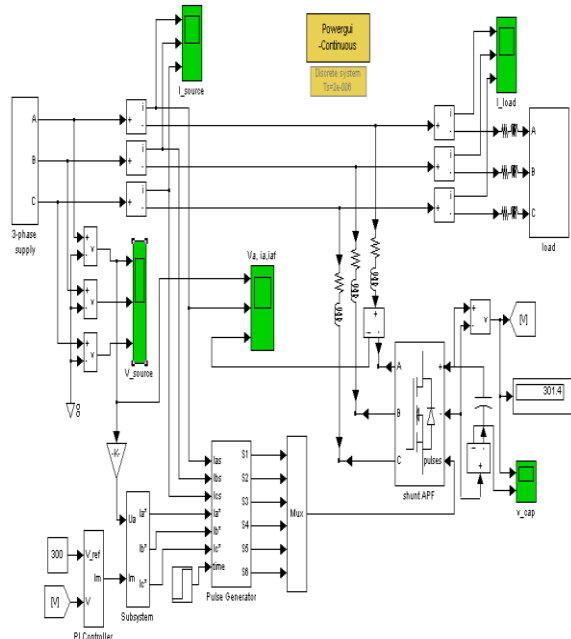 Powergui
-Continuous
Discrete system
I_source
I_load
i
+
-
i
+
-
A
A
i
+
-
i
+
-
B
B
i
+
-
i
+
-
C
C
3-phase
supply
load
+
-
v
Va, ia,iaf
+
-
v
+
-
v
V_source
+
-
v
[V]
+
-
A
+
301.4
B
-
-K-
C
pulses
-
+
shunt APF
v_cap
Ias
S1
Ibs
S2
Ics
S3
Mux
Ua
Ia*
Ia*
S4
Ib*
Ib*
S5
300
V_ref
Im
Im
Ic*
Ic*
S6
time
[V]
V
Subsystem
Pulse Generator
PI Controller